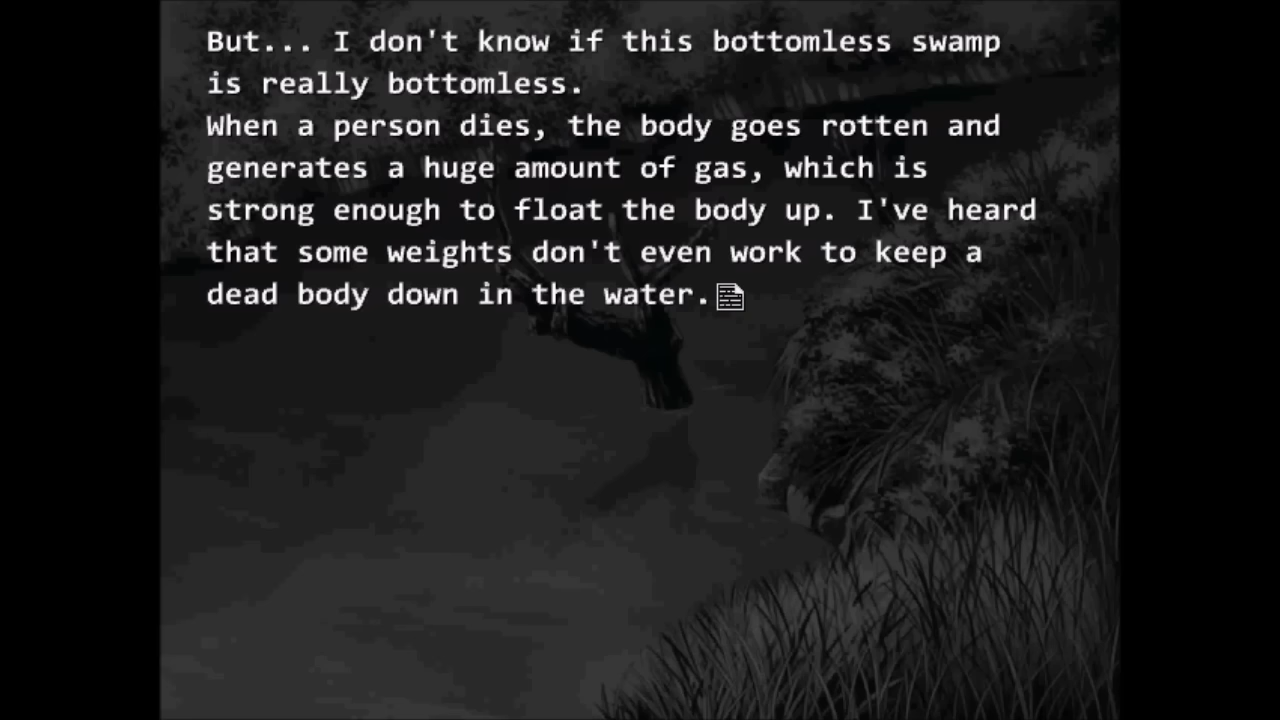 But... I don't know if this bottomless swamp
is really bottomless.
When a person dies, the body goes rotten and
generates a huge amount of gas, which is
strong enough to float the body up. I've heard
that some weights don't even work to keep a
dead body down in the water.